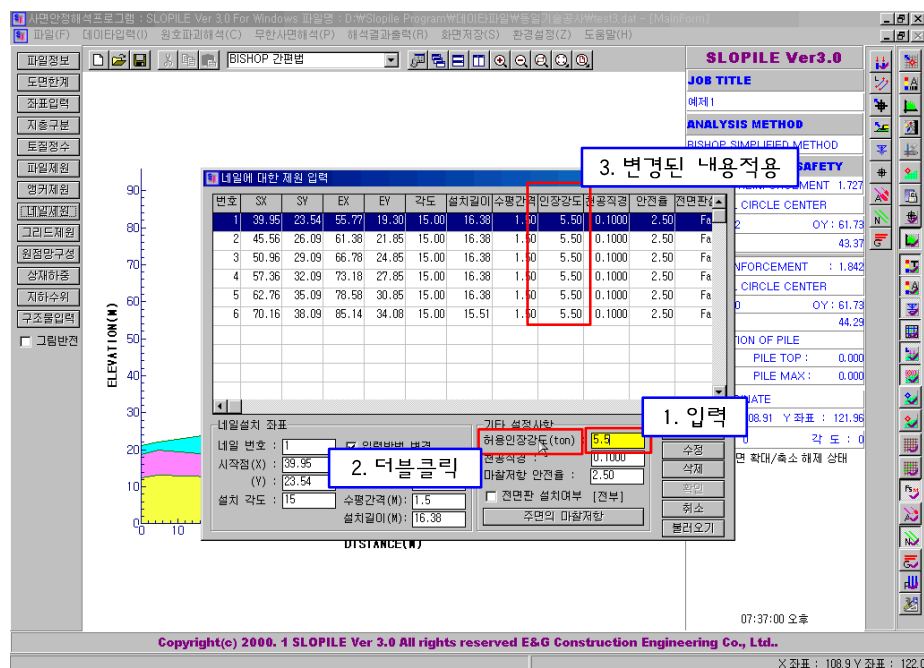 사면안정해석프로그램 : SLOPILE Ver 3.0 For Windows 파일명 : D:₩Slopile Program₩데이타파일₩동일기술공사₩test3.dat - [MainForm]
파일(F) 데이타입력(I) 원호파괴해석(C) 무한사면해석(P) 해석결과출력(R) 화면저장(S) 환경설정(Z) 도움말(H)
파일정보
도면한계
좌표입력
지층구분
토질정수
파일제원
앵커제원
네일제원
그리드제원
원점망구성
상재하중
지하수위
구조물입력
그림반전
BISHOP 간편법
SLOPILE Ver3.0
JOB TITLE
예제1
ANALYSIS METHOD
BISHOP SIMPLIFIED METHOD
SAFETY
1.727
CIRCLE CENTER
OY : 61.73
43.37
: 1.842
CIRCLE CENTER
OY : 61.73
44.29
ION OF PILE
PILE TOP : 0.000
PILE MAX : 0.000
Y 좌표 : 121.96
각 도 : 0
면 확대/축소 해제 상태
07:37:00 오후
ELEVATION(M)
90
80
70
60
50
40
30
20
10
0
0 10
DISTANCE(M)
네일에 대한 제원 입력
번호 SX SY EX EY 각도 설치길이 수평간격 인장강도 천공직경 안전율 전면판설
1 39.95 23.54 55.77 19.30 15.00 16.38 1.50 5.50 0.1000 2.50 Fa
2 45.56 26.09 61.38 21.85 15.00 16.38 1.50 5.50 0.1000 2.50 Fa
3 50.96 29.09 66.78 24.85 15.00 16.38 1.50 5.50 0.1000 2.50 Fa
4 57.36 32.09 73.18 27.85 15.00 16.38 1.50 5.50 0.1000 2.50 Fa
5 62.76 35.09 78.58 30.85 15.00 16.38 1.50 5.50 0.1000 2.50 Fa
6 70.16 38.09 85.14 34.08 15.00 15.51 1.50 5.50 0.1000 2.50 Fa
3. 변경된 내용적용
1. 입력
2. 더블클릭
네일설치 좌표
네일 번호 : 1
입력방법 변경
시작점(X) : 39.95
(Y) : 23.54
설치 각도 : 15
수평간격(M): 1.5
설치길이(M): 16.38
기타 설정사항
허용인장강도(ton) : 5.5
천공직경 : 0.1000
마찰저항 안전율 : 2.50
전면판 설치여부 [전부]
주면의 마찰저항
수정
삭제
확인
취소
불러오기
Copyright(c) 2000. 1 SLOPILE Ver 3.0 All rights reserved E&G Construction Engineering Co., Ltd..
X 좌표 : 108.9 Y 좌표 : 122.0